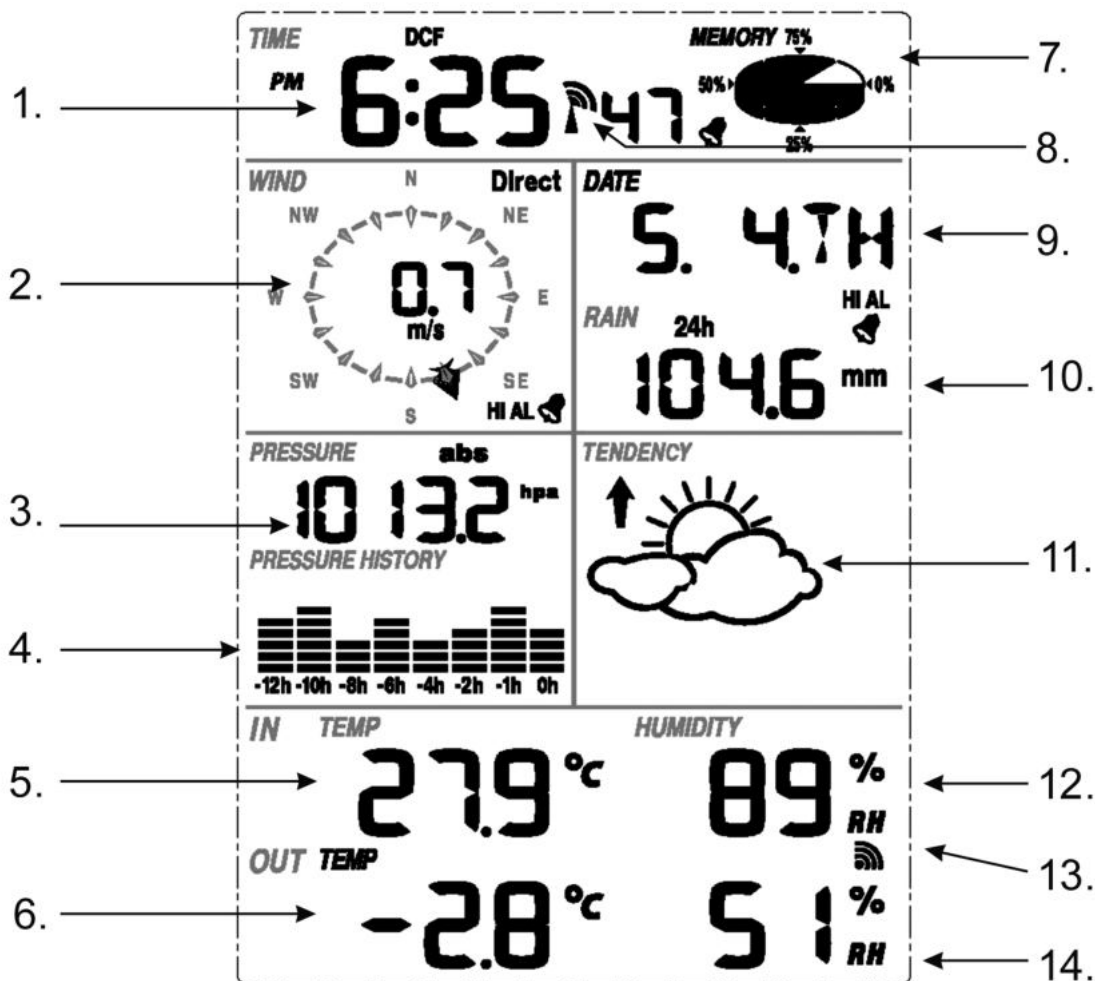 TIME DCF MEMORY 75%
7.
PM 6:25 47 50% 0%
1.
25%
8.
WIND N Direct
NW NE
2. W 0.7 E
m/s
SW SE
S HI AL
DATE
5. 4. TH
9.
RAIN 24h HI AL
104.6 mm
10.
PRESSURE abs
3. 1013.2 hpa
PRESSURE HISTORY
4.
-12h -10h -8h -6h -4h -2h -1h 0h
TENDENCY
11.
IN TEMP HUMIDITY
5. 27.9 °C 89 % RH 12.
13.
OUT TEMP
6. -2.8 °C 51 % RH 14.